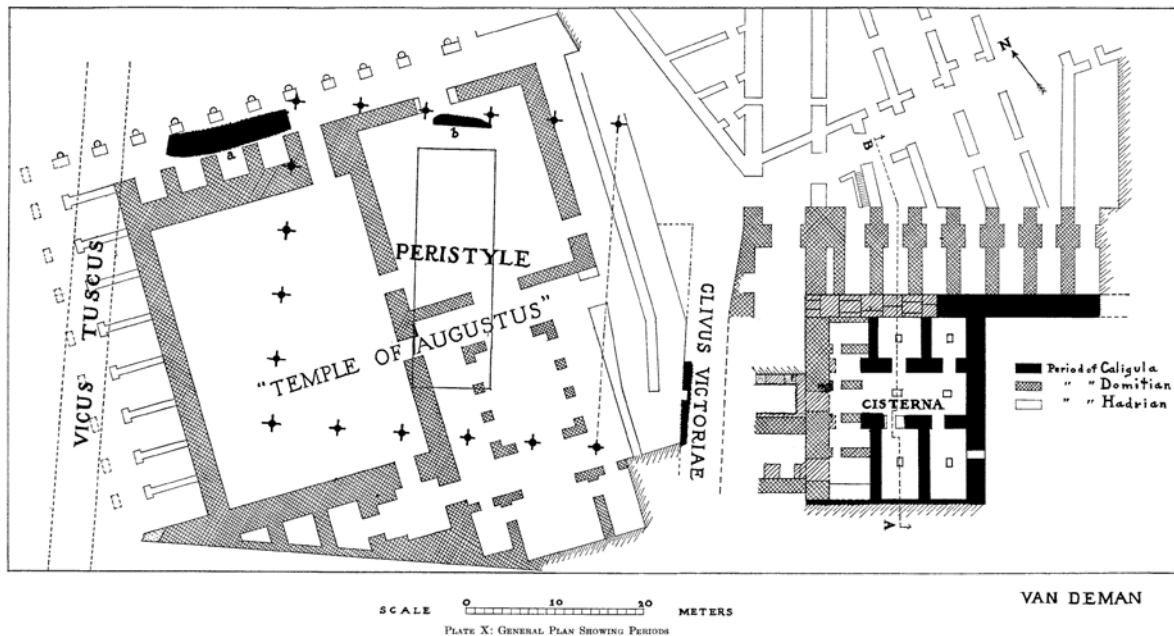 N
a
b
B
PERISTYLE
"TEMPLE OF AUGUSTUS"
VICUS TUSCUS
CLIVUS VICTORIAE
CISTERNA
A
Period of Caligula
" " Domitian
" " Hadrian
VAN DEMAN
SCALE 0 10 20 METERS
PLATE X: GENERAL PLAN SHOWING PERIODS